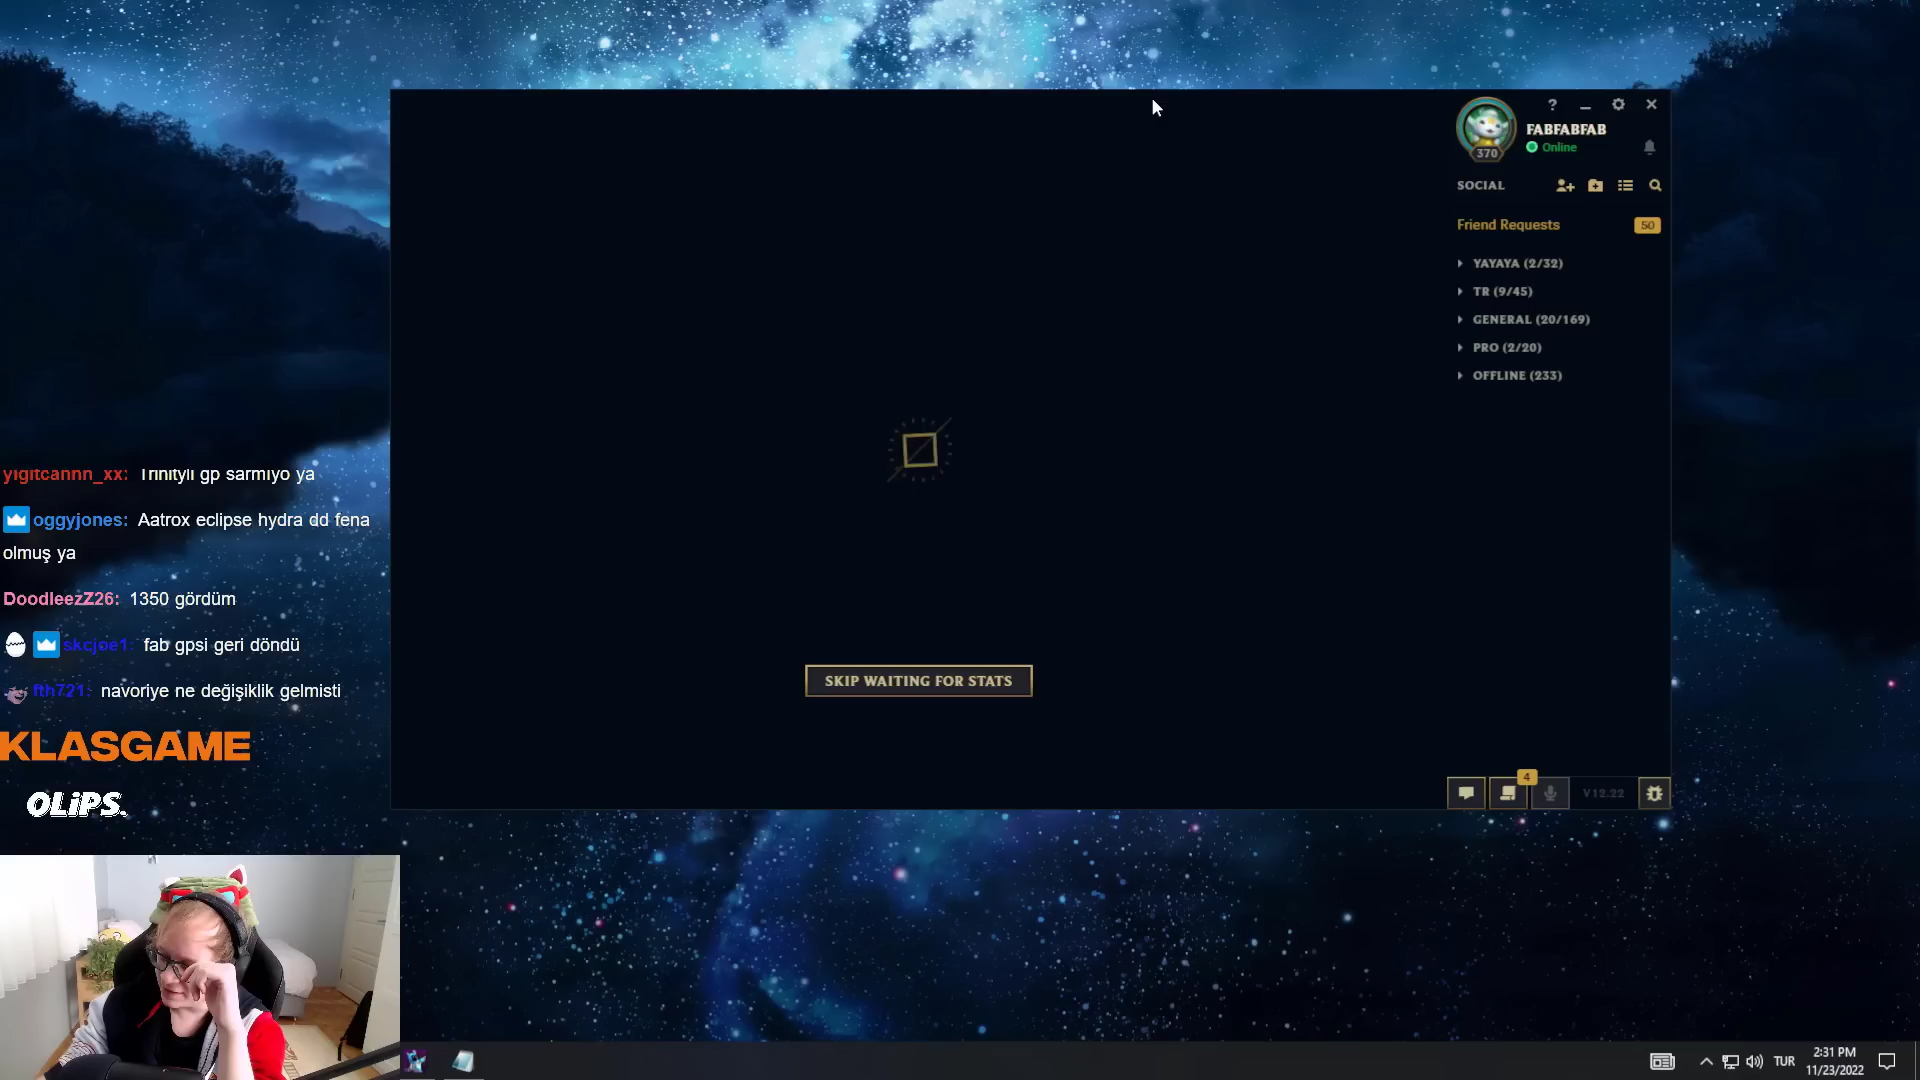 FABFABFAB
Online
370
SOCIAL
Friend Requests 50
YAYAYA (2/32)
TR (9/45)
GENERAL (20/169)
PRO (2/20)
OFFLINE (233)
yigitcannn_xx: Trinityli gp sarmıyo ya
oggyjones: Aatrox eclipse hydra dd fena
olmuş ya
DoodleezZ26: 1350 gördüm
skcjoe1: fab gpsi geri döndü
fth721: navoriye ne değişiklik gelmisti
SKIP WAITING FOR STATS
KLASGAME
OLiPS.
4
V12.22
TUR
2:31 PM
11/23/2022